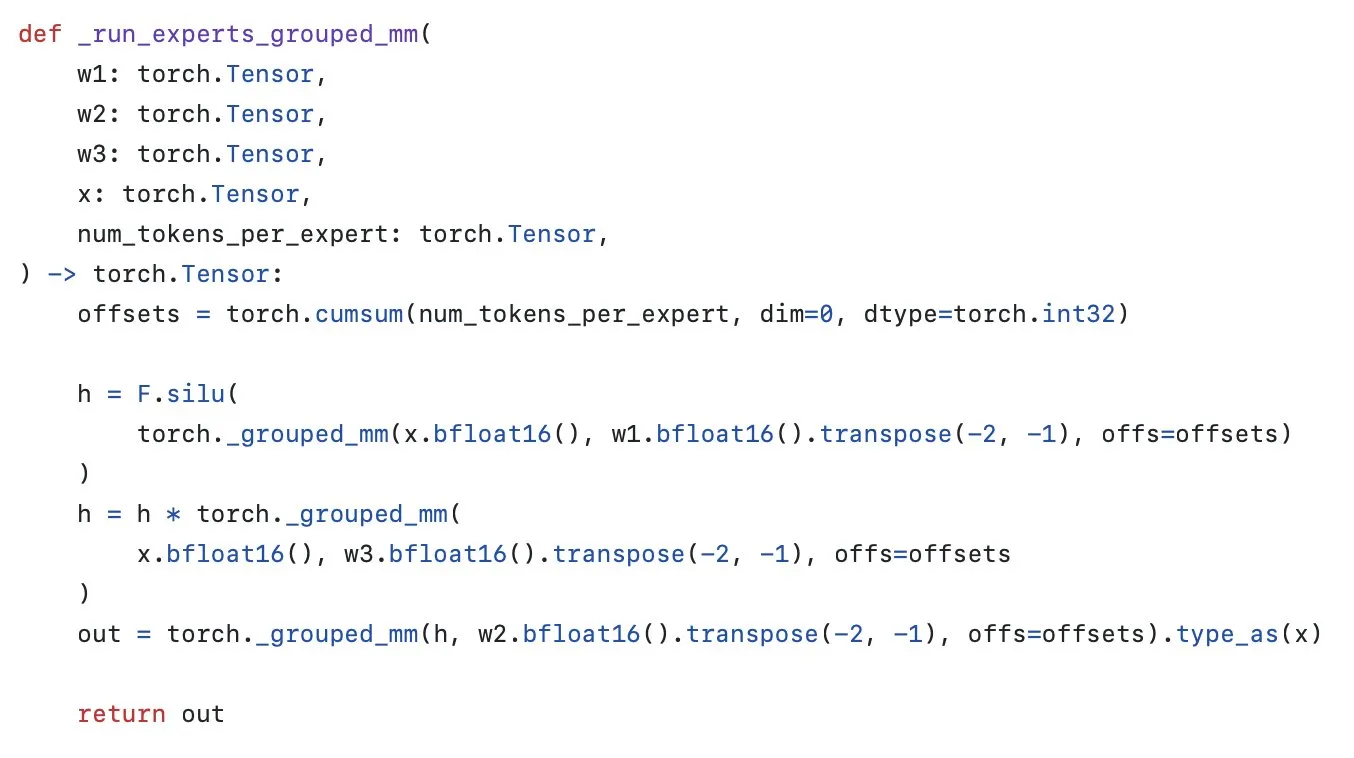 def _run_experts_grouped_mm(
    w1: torch.Tensor,
    w2: torch.Tensor,
    w3: torch.Tensor,
    x: torch.Tensor,
    num_tokens_per_expert: torch.Tensor,
) -> torch.Tensor:
    offsets = torch.cumsum(num_tokens_per_expert, dim=0, dtype=torch.int32)

    h = F.silu(
        torch._grouped_mm(x.bfloat16(), w1.bfloat16().transpose(-2, -1), offs=offsets)
    )
    h = h * torch._grouped_mm(
        x.bfloat16(), w3.bfloat16().transpose(-2, -1), offs=offsets
    )
    out = torch._grouped_mm(h, w2.bfloat16().transpose(-2, -1), offs=offsets).type_as(x)

    return out